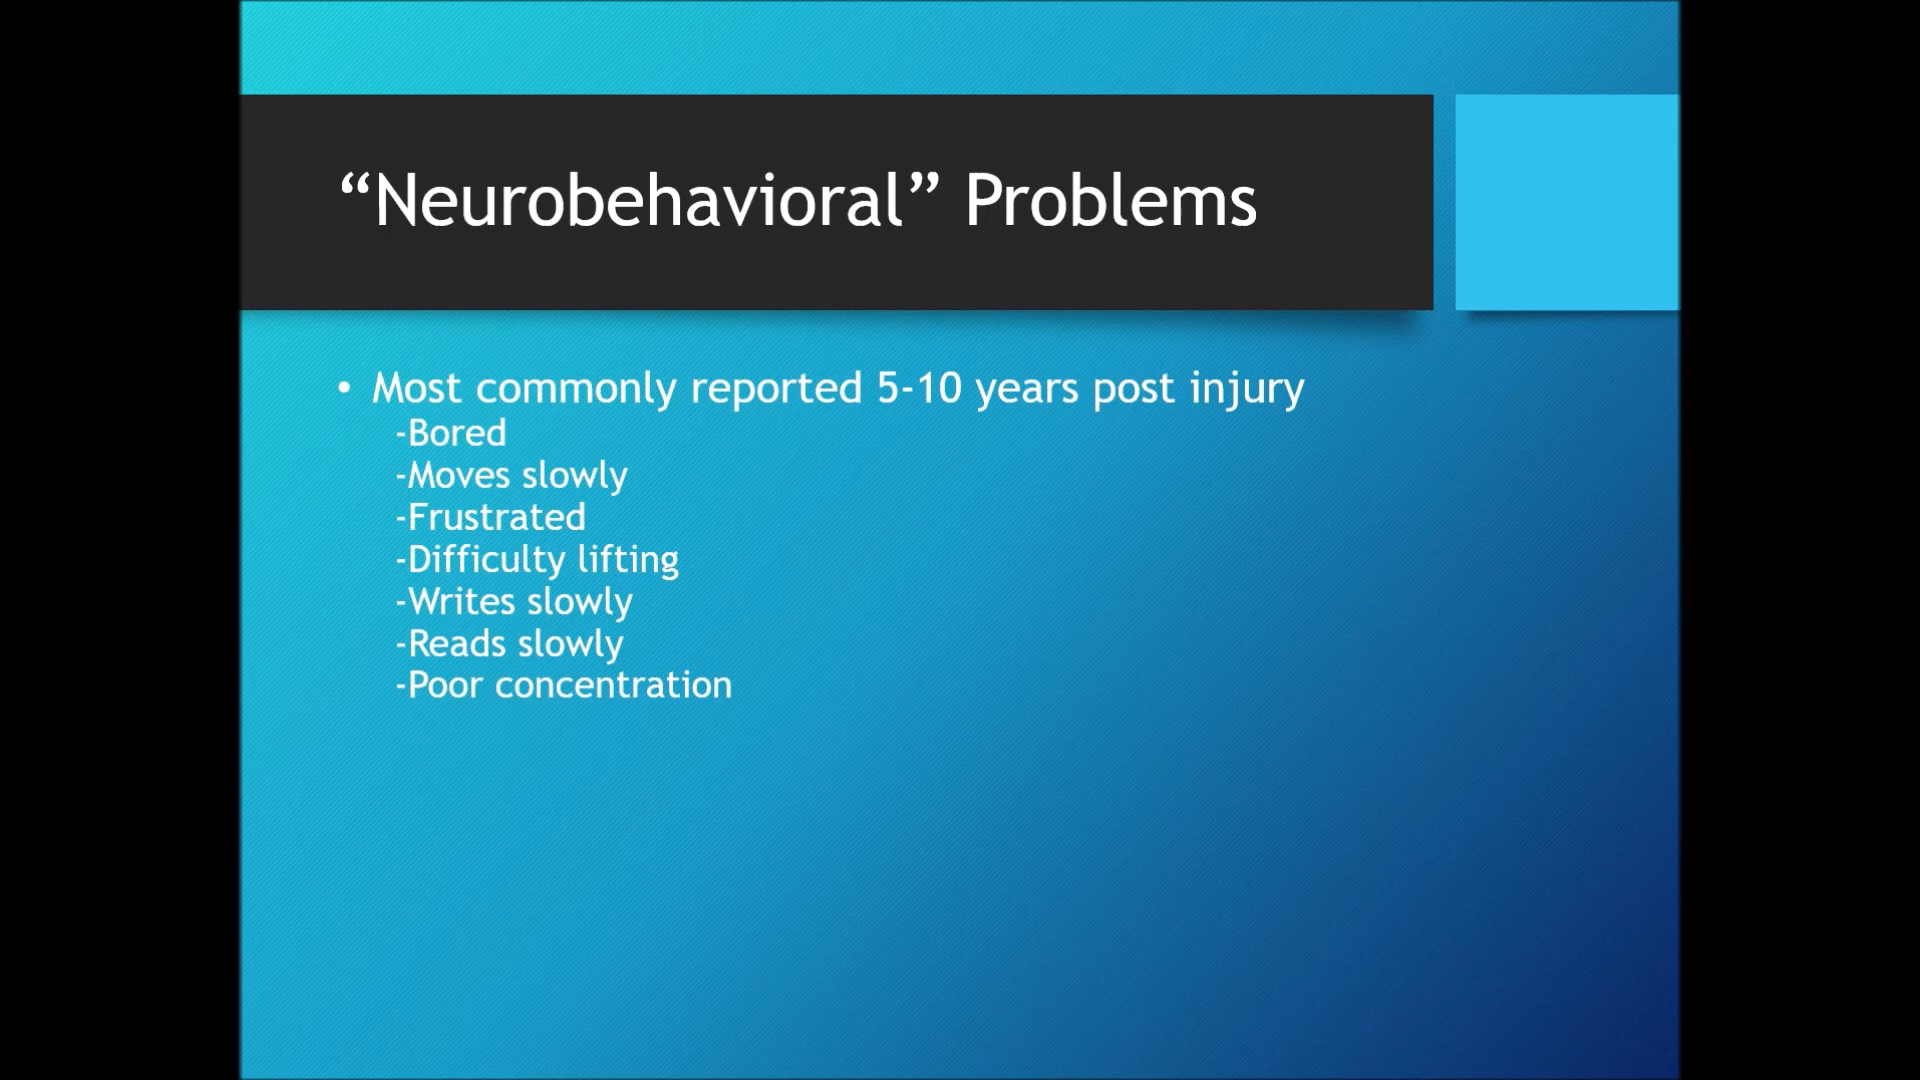 “Neurobehavioral” Problems
• Most commonly reported 5-10 years post injury
-Bored
-Moves slowly
-Frustrated
-Difficulty lifting
-Writes slowly
-Reads slowly
-Poor concentration